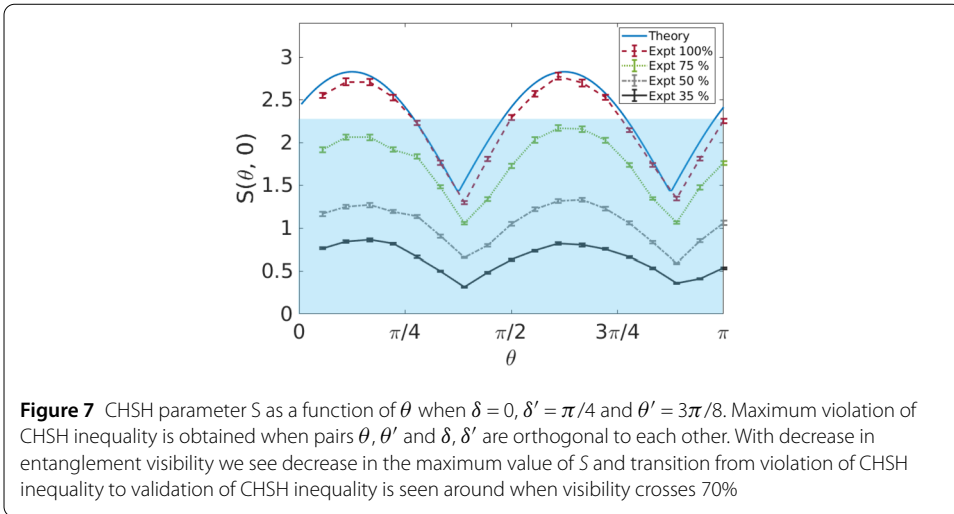 3
2.5
2
1.5
1
0.5
0
S(θ, 0)
Theory
Expt 100%
Expt 75 %
Expt 50 %
Expt 35 %
0
π/4
π/2
3π/4
π
θ
Figure 7 CHSH parameter S as a function of θ when δ = 0, δ′ = π/4 and θ′ = 3π/8. Maximum violation of
CHSH inequality is obtained when pairs θ, θ′ and δ, δ′ are orthogonal to each other. With decrease in
entanglement visibility we see decrease in the maximum value of S and transition from violation of CHSH
inequality to validation of CHSH inequality is seen around when visibility crosses 70%